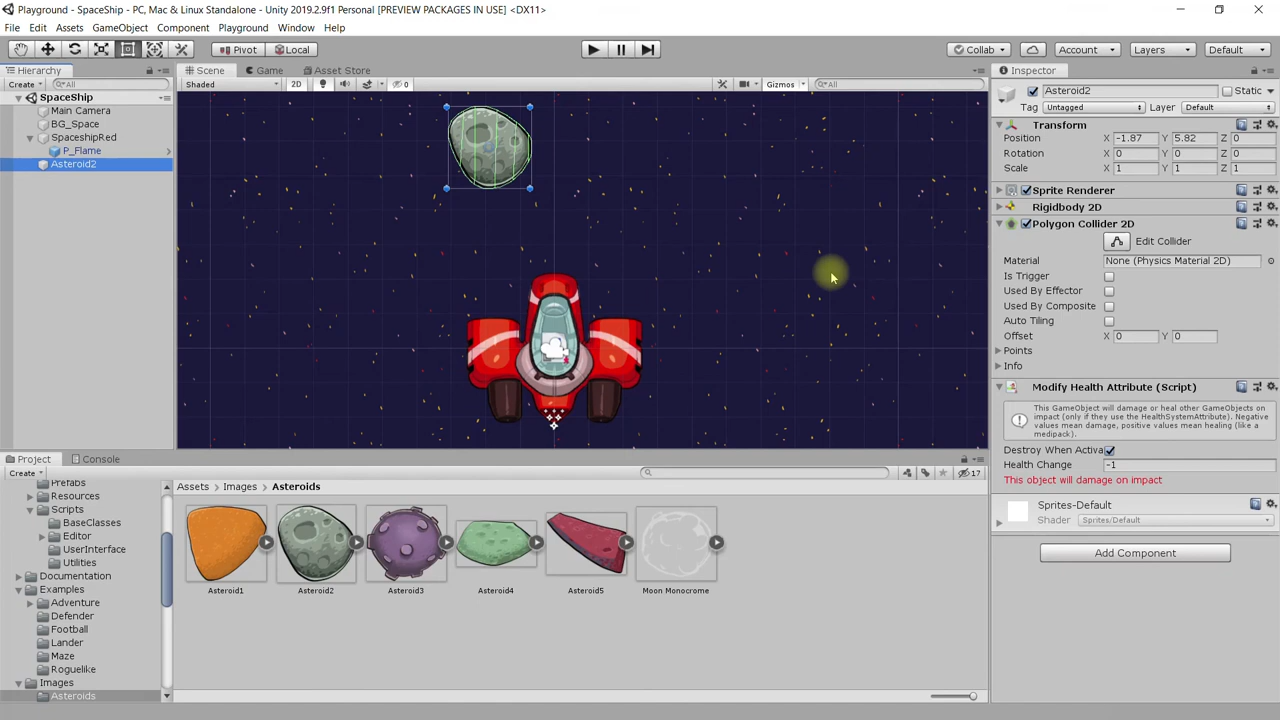 Playground - SpaceShip - PC, Mac & Linux Standalone - Unity 2019.2.9f1 Personal [PREVIEW PACKAGES IN USE] <DX11>
File Edit Assets GameObject Component Playground Window Help
Pivot Local Collab Account Layers Default
Hierarchy
Create All
SpaceShip
Main Camera
BG_Space
SpaceshipRed
P_Flame
Asteroid2
Scene Game Asset Store
Shaded 2D 0 Gizmos All
Inspector
Asteroid2 Static
Tag Untagged Layer Default
Transform
Position X -1.87 Y 5.82 Z 0
Rotation X 0 Y 0 Z 0
Scale X 1 Y 1 Z 1
Sprite Renderer
Rigidbody 2D
Polygon Collider 2D
Edit Collider
Material None (Physics Material 2D)
Is Trigger
Used By Effector
Used By Composite
Auto Tiling
Offset X 0 Y 0
Points
Info
Modify Health Attribute (Script)
This GameObject will damage or heal other GameObjects on
impact (only if they use the HealthSystemAttribute). Negative
values mean damage, positive values mean healing (like a
medipack).
Destroy When Activa
Health Change -1
This object will damage on impact
Sprites-Default
Shader Sprites/Default
Add Component
Project Console
Create 17
Prefabs
Resources
Scripts
BaseClasses
Editor
UserInterface
Utilities
Documentation
Examples
Adventure
Defender
Football
Lander
Maze
Roguelike
Images
Asteroids
Assets Images Asteroids
Asteroid1 Asteroid2 Asteroid3 Asteroid4 Asteroid5 Moon Monocrome